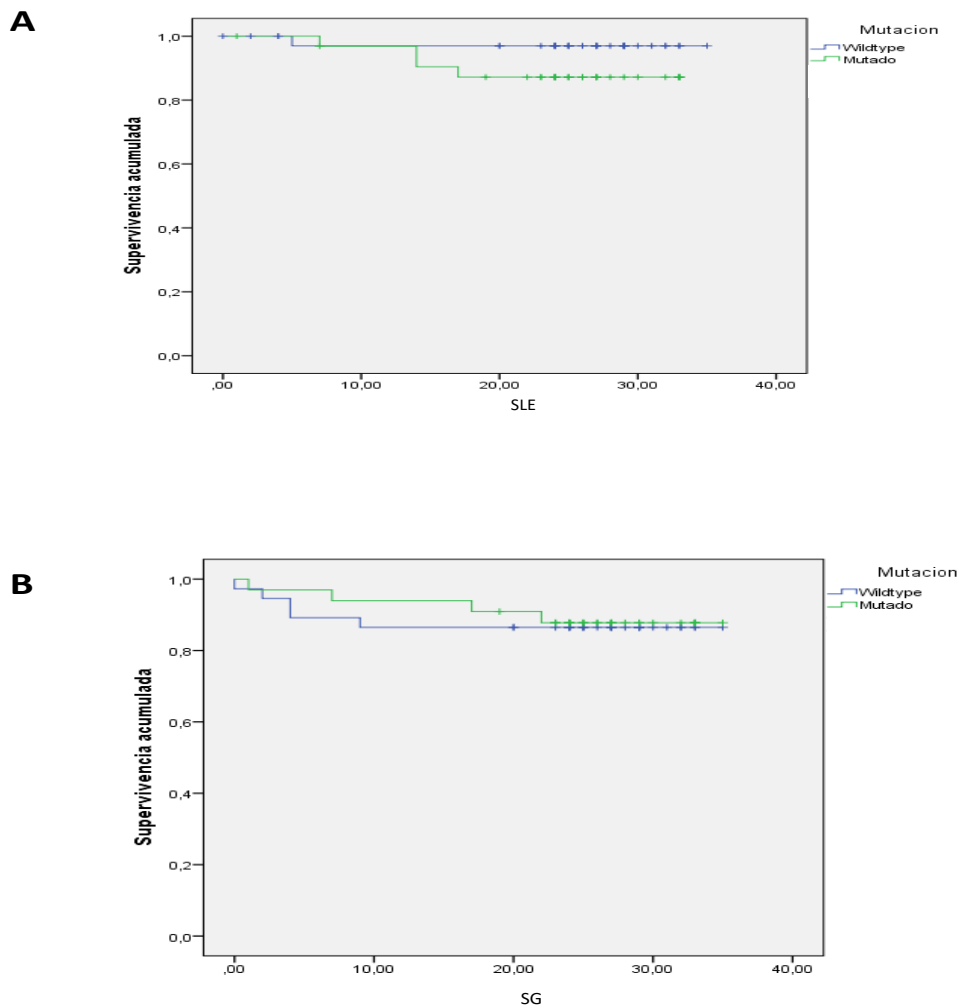 A
Mutacion
Wildtype
Mutado
Supervivencia acumulada
1,0
0,8
0,6
0,4
0,2
0,0
,00 10,00 20,00 30,00 40,00
SLE
B
Mutacion
Wildtype
Mutado
Supervivencia acumulada
1,0
0,8
0,6
0,4
0,2
0,0
,00 10,00 20,00 30,00 40,00
SG